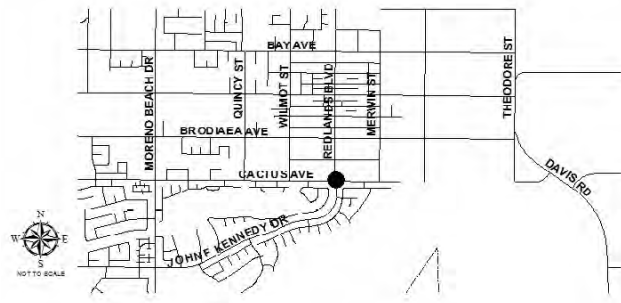 BAY AVE
MORENO BEACH DR
QUINCY ST
WILMOT ST
REDLANDS BLVD
MERWIN ST
THEODORE ST
BRODIAEA AVE
CACTUS AVE
DAVIS RD
JOHN F KENNEDY DR
N
W E
S
NOT TO SCALE